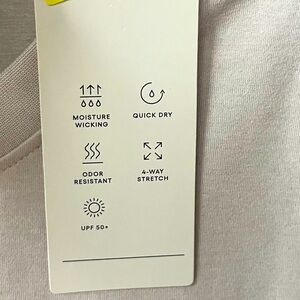 MOISTURE
WICKING
QUICK DRY
ODOR
RESISTANT
4-WAY
STRETCH
UPF 50+